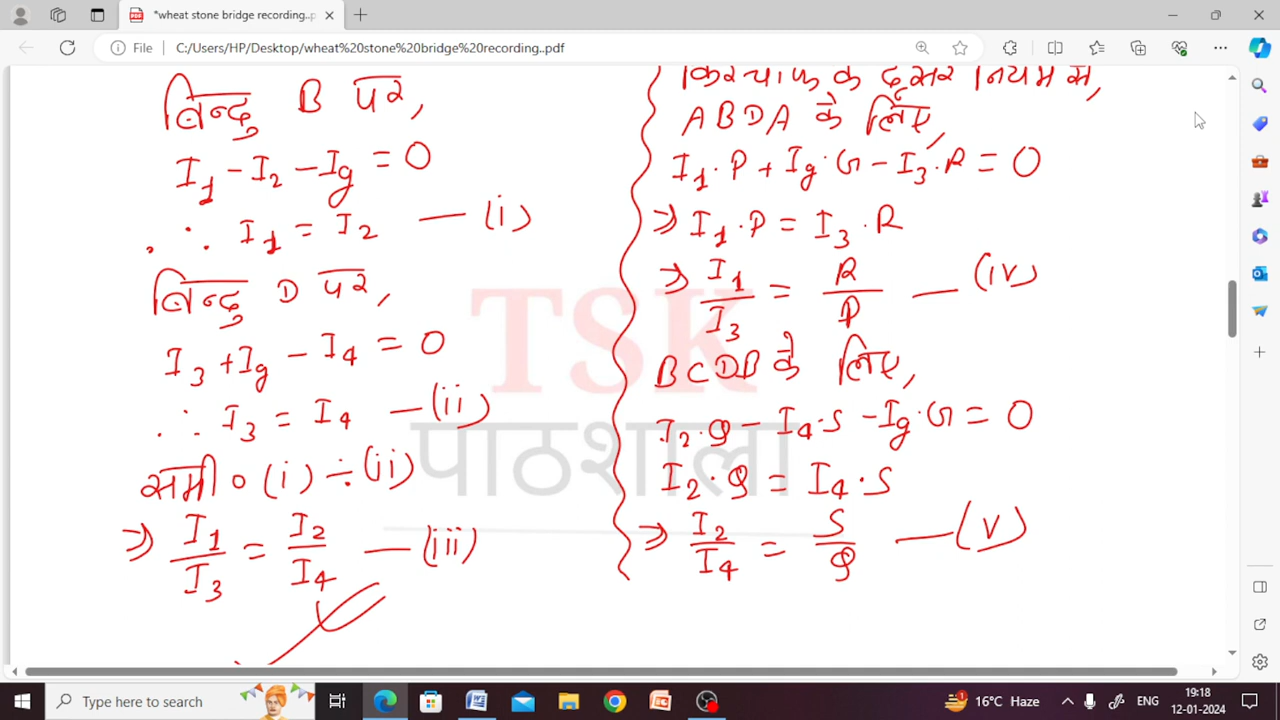 *wheat stone bridge recording..p
File
C:/Users/HP/Desktop/wheat%20stone%20bridge%20recording..pdf
बिन्दु B पर,
I1 - I2 - Ig = 0
∴ I1 = I2 — (i)
बिन्दु D पर,
I3 + Ig - I4 = 0
∴ I3 = I4 — (ii)
समी० (i) ÷ (ii)
⇒ I1/I3 = I2/I4 — (iii)
के दूसरे नियम से,
ABDA के लिए,
I1·P + Ig·G - I3·R = 0
⇒ I1·P = I3·R
⇒ I1/I3 = R/P — (iv)
BCDB के लिए,
I2·Q - I4·S - Ig·G = 0
I2·Q = I4·S
⇒ I2/I4 = S/Q — (v)
TSK
पाठशाला
Type here to search
16°C Haze
ENG
19:18
12-01-2024